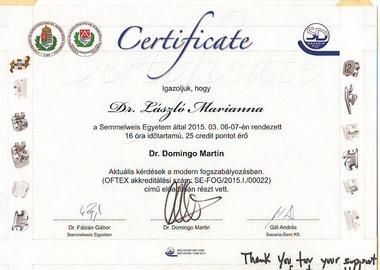 Certificate
SD
Igazoljuk, hogy
Dr. László Marianna
a Semmelweis Egyetem által 2015. 03. 06-07-én rendezett
16 óra időtartamú, 25 credit pontot érő
Dr. Domingo Martin
Aktuális kérdések a modern fogszabályozásban.
(OFTEX akkreditálási szám: SE-FOG/2015.I./00022)
című előadásán részt vett.
Dr. Fábián Gábor
Semmelweis Egyetem
Dr. Domingo Martin
Gál András
Savaria-Dent Kft.
Thank you for your support